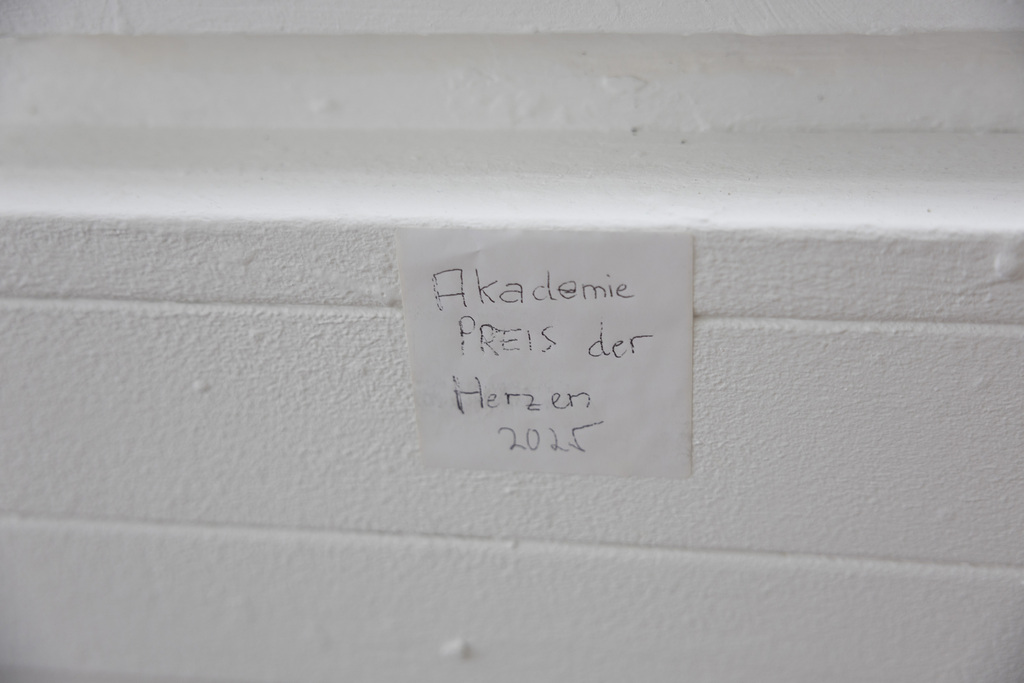 Akademie
PREIS der
Herzen
2025